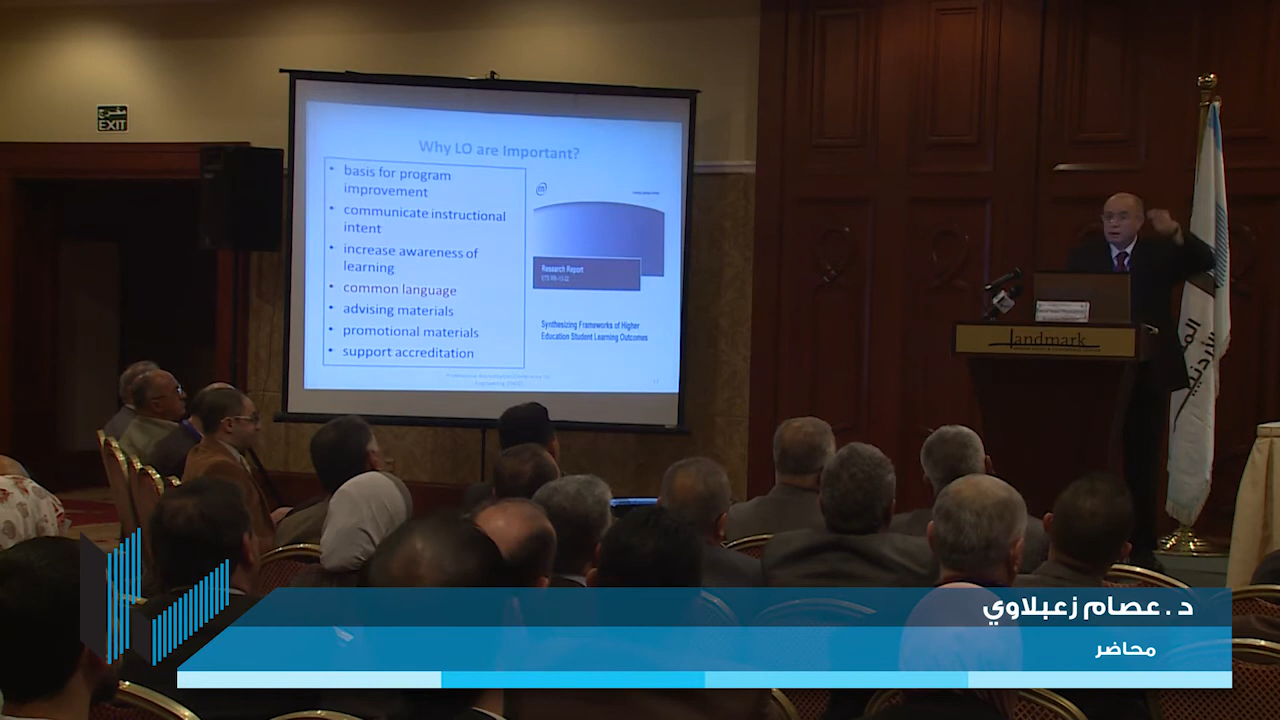 مخرج
EXIT
Why LO are Important?
• basis for program
improvement
• communicate instructional
intent
• increase awareness of
learning
• common language
• advising materials
• promotional materials
• support accreditation
Research Report
Synthesizing Frameworks of Higher
Education Student Learning Outcomes
landmark
الأردنية
د. عصام زعبلاوي
محاضر